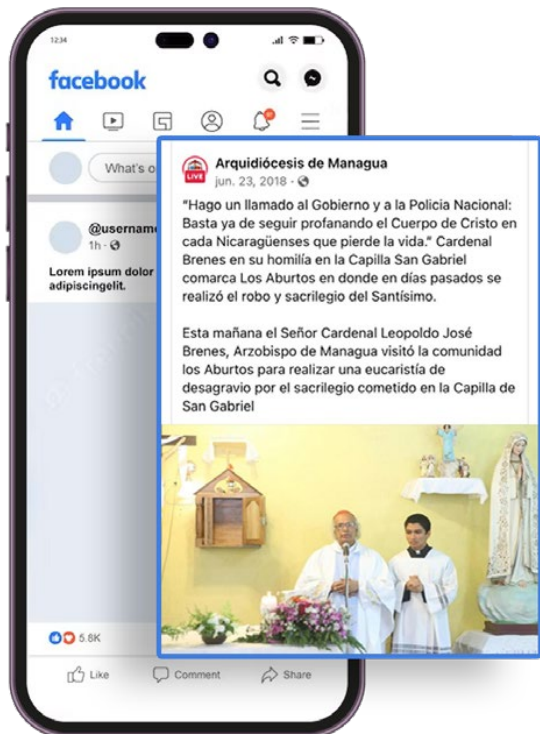 12:34
facebook
What's o
@username
1h ·
Lorem ipsum dolor
adipiscingelit.
5.8K
Like
Comment
Share
LIVE
Arquidiócesis de Managua
jun. 23, 2018 ·
"Hago un llamado al Gobierno y a la Policia Nacional:
Basta ya de seguir profanando el Cuerpo de Cristo en
cada Nicaragüenses que pierde la vida." Cardenal
Brenes en su homilía en la Capilla San Gabriel
comarca Los Aburtos en donde en días pasados se
realizó el robo y sacrilegio del Santísimo.
Esta mañana el Señor Cardenal Leopoldo José
Brenes, Arzobispo de Managua visitó la comunidad
los Aburtos para realizar una eucaristía de
desagravio por el sacrilegio cometido en la Capilla de
San Gabriel